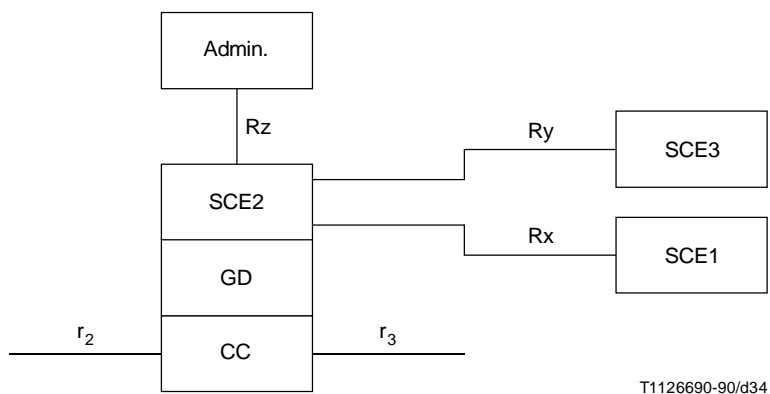 Admin.
Rz
Ry
SCE3
SCE2
Rx
SCE1
GD
r2
CC
r3
T1126690-90/d34